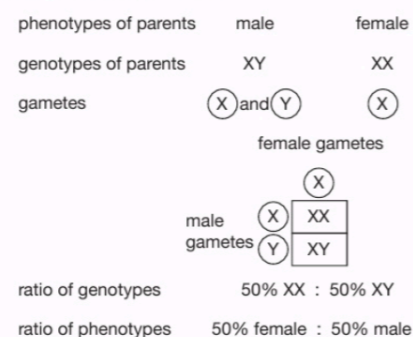 phenotypes of parents male female
genotypes of parents XY XX
gametes X and Y X
female gametes
X
male gametes X XX
Y XY
ratio of genotypes 50% XX : 50% XY
ratio of phenotypes 50% female : 50% male